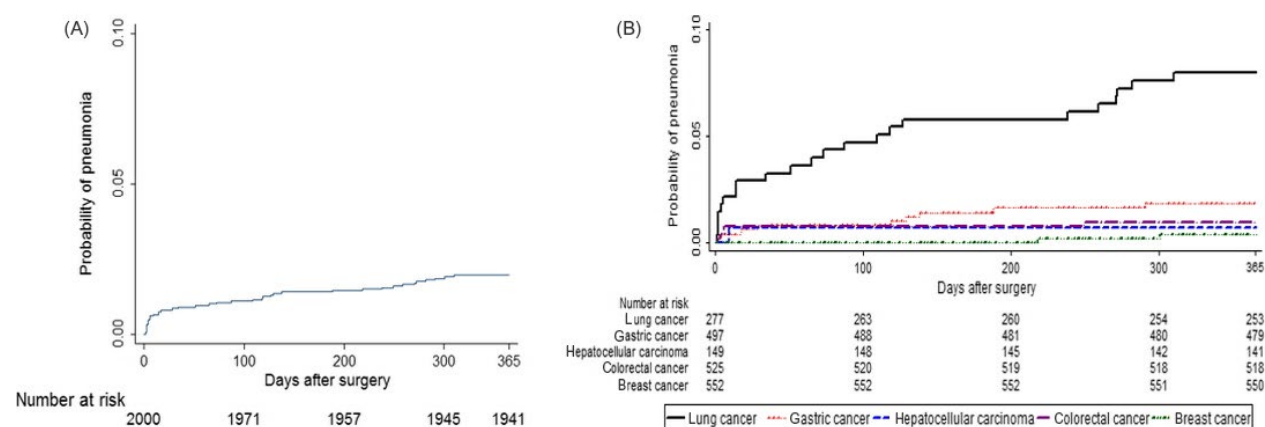 (A)
Probability of pneumonia
0.10
0.05
0.00
0 100 200 300 365
Days after surgery
Number at risk
2000 1971 1957 1945 1941
(B)
Probability of pneumonia
0.10
0.05
0.00
0 100 200 300 365
Days after surgery
Number at risk
Lung cancer 277 263 260 254 253
Gastric cancer 497 488 481 480 479
Hepatocellular carcinoma 149 148 145 142 141
Colorectal cancer 525 520 519 518 518
Breast cancer 552 552 552 551 550
Lung cancer Gastric cancer Hepatocellular carcinoma Colorectal cancer Breast cancer